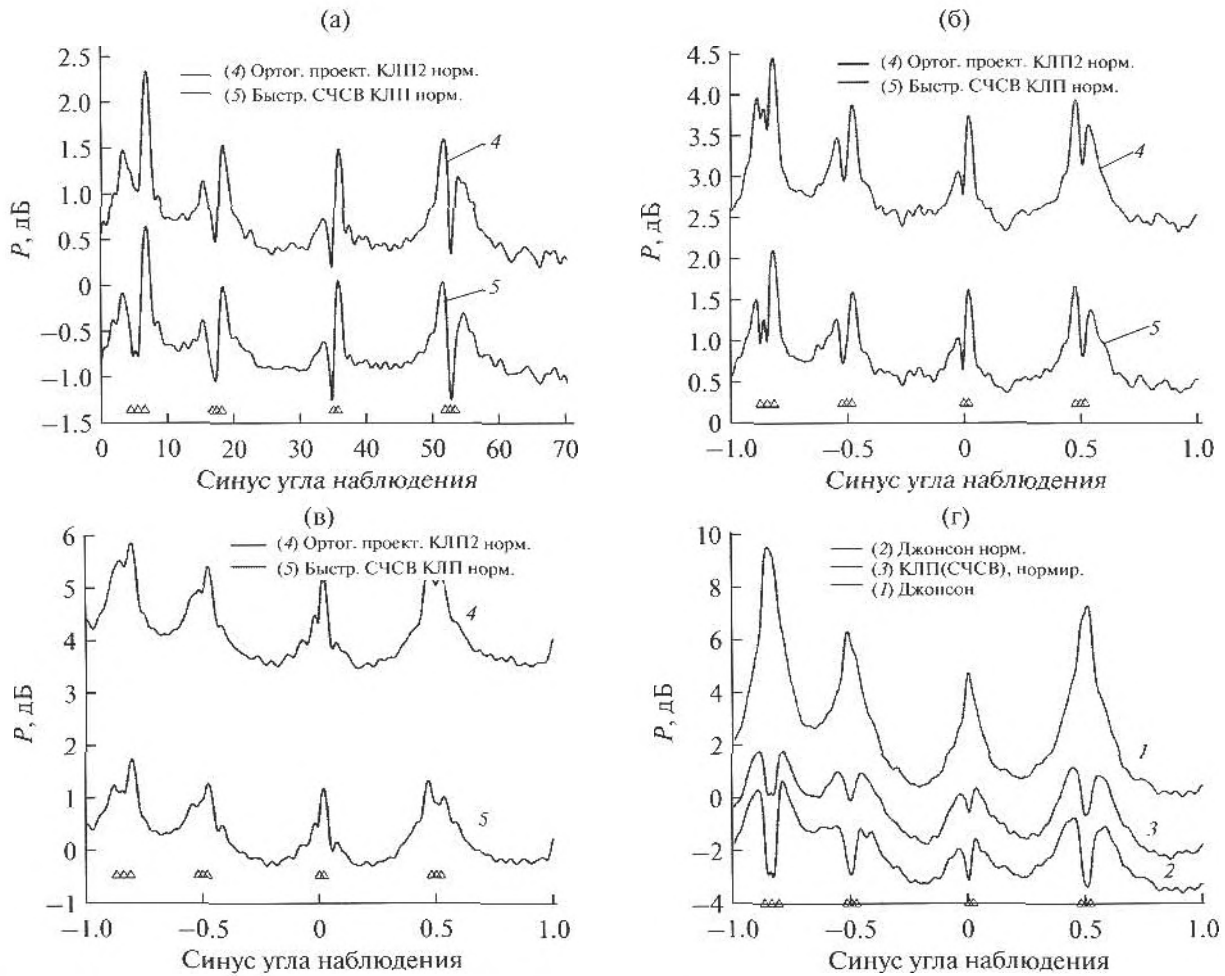 (а)
(4) Ортог. проект. КЛП2 норм.
(5) Быстр. СЧСВ КЛП норм.
2.5
2.0
1.5
1.0
0.5
0
−0.5
−1.0
−1.5
P, дБ
4
5
0 10 20 30 40 50 60 70
Синус угла наблюдения
(б)
(4) Ортог. проект. КЛП2 норм.
(5) Быстр. СЧСВ КЛП норм.
5.0
4.5
4.0
3.5
3.0
2.5
2.0
1.5
1.0
0.5
0
P, дБ
4
5
−1.0 −0.5 0 0.5 1.0
Синус угла наблюдения
(в)
(4) Ортог. проект. КЛП2 норм.
(5) Быстр. СЧСВ КЛП норм.
6
5
4
3
2
1
0
−1
P, дБ
4
5
−1.0 −0.5 0 0.5 1.0
Синус угла наблюдения
(г)
(2) Джонсон норм.
(3) КЛП(СЧСВ), нормир.
(1) Джонсон
10
8
6
4
2
0
−2
−4
P, дБ
1
3
2
−1.0 −0.5 0 0.5 1.0
Синус угла наблюдения